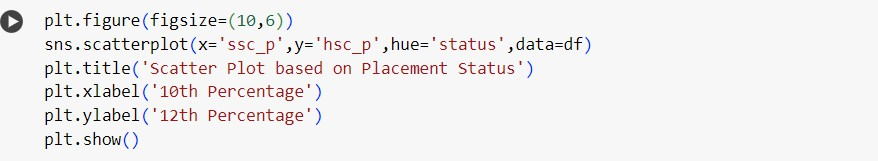 plt.figure(figsize=(10,6))
sns.scatterplot(x='ssc_p',y='hsc_p',hue='status',data=df)
plt.title('Scatter Plot based on Placement Status')
plt.xlabel('10th Percentage')
plt.ylabel('12th Percentage')
plt.show()